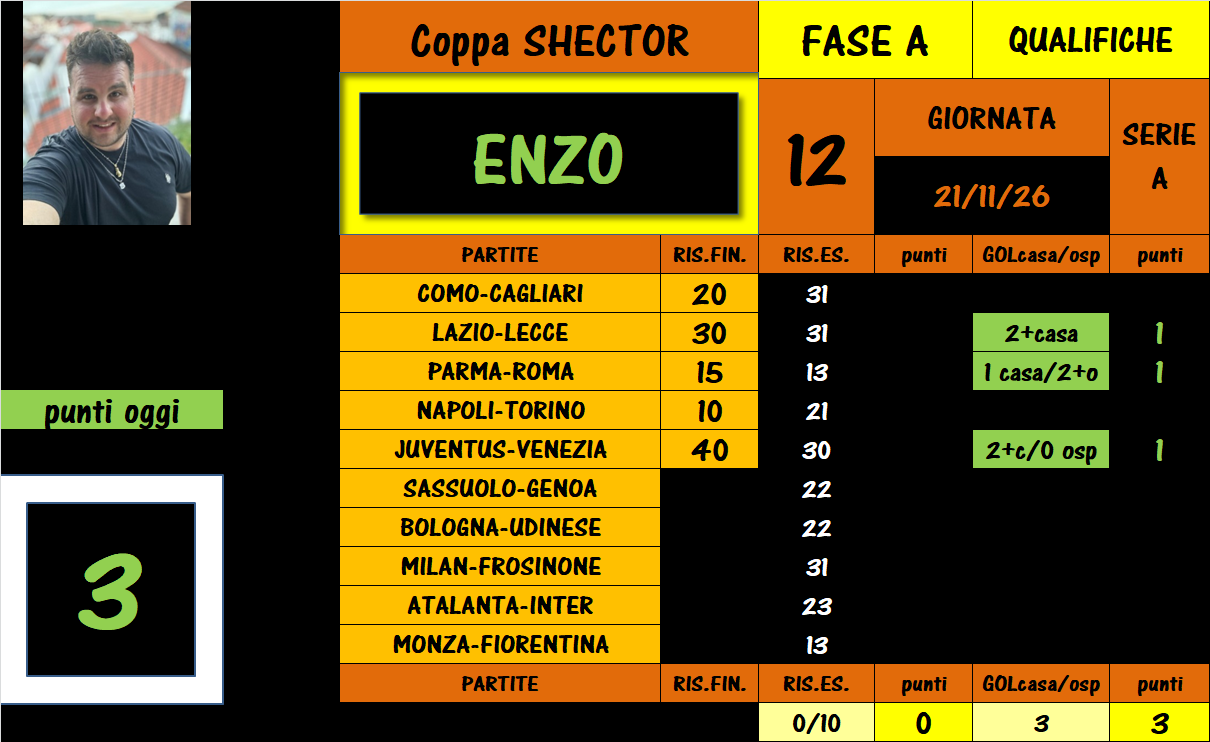 Coppa SHECTOR FASE A QUALIFICHE
ENZO 12 GIORNATA SERIE A
21/11/26
PARTITE RIS.FIN. RIS.ES. punti GOLcasa/osp punti
COMO-CAGLIARI 20 31
LAZIO-LECCE 30 31 2+casa 1
PARMA-ROMA 15 13 1 casa/2+o 1
punti oggi
NAPOLI-TORINO 10 21
JUVENTUS-VENEZIA 40 30 2+c/0 osp 1
SASSUOLO-GENOA 22
BOLOGNA-UDINESE 22
MILAN-FROSINONE 31
3
ATALANTA-INTER 23
MONZA-FIORENTINA 13
PARTITE RIS.FIN. RIS.ES. punti GOLcasa/osp punti
0/10 0 3 3